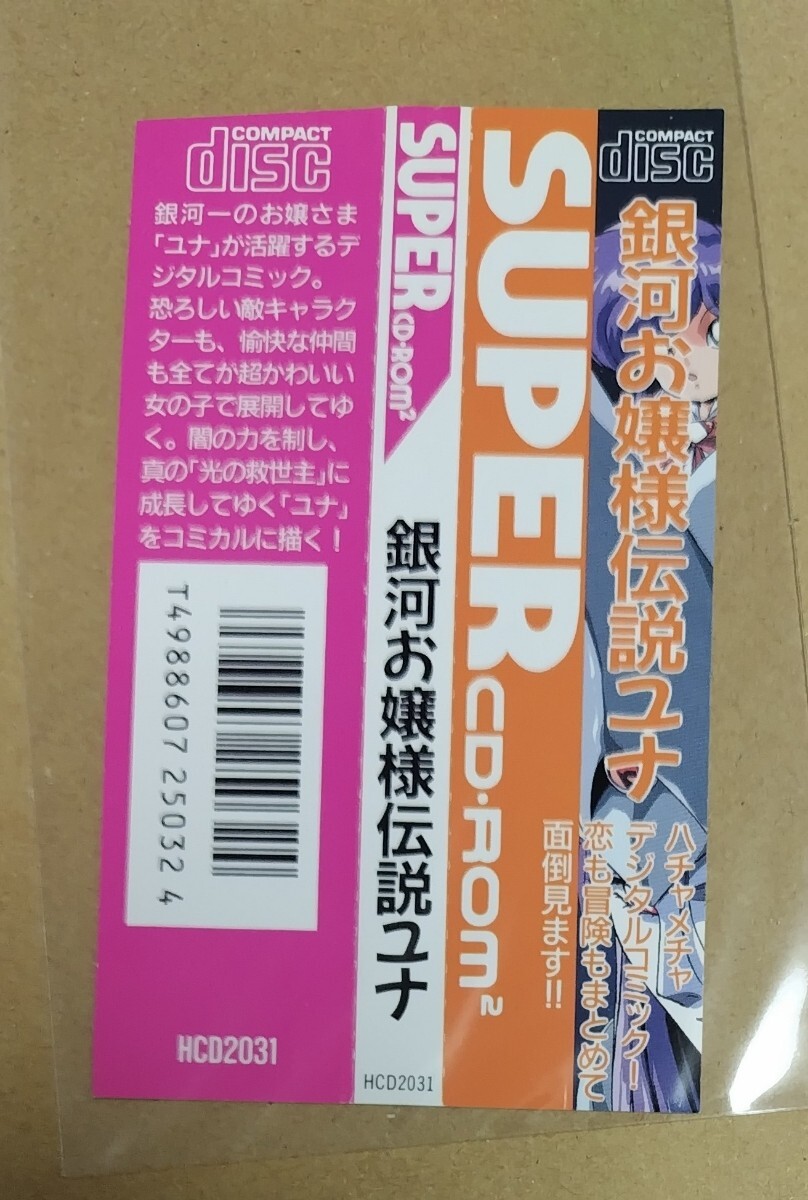 COMPACT
disc
銀河一のお嬢さま
「ユナ」が活躍するデ
ジタルコミック。
恐ろしい敵キャラク
ターも、愉快な仲間
も全てが超かわいい
女の子で展開してゆ
く。闇の力を制し、
真の「光の救世主」に
成長してゆく「ユナ」
をコミカルに描く！
T4988607 250324
HCD2031
SUPER CD-ROM²
銀河お嬢様伝説ユナ
HCD2031
SUPER CD-ROM²
COMPACT
disc
銀河お嬢様伝説ユナ
ハチャメチャ
デジタルコミック！
恋も冒険もまとめて
面倒見ます!!